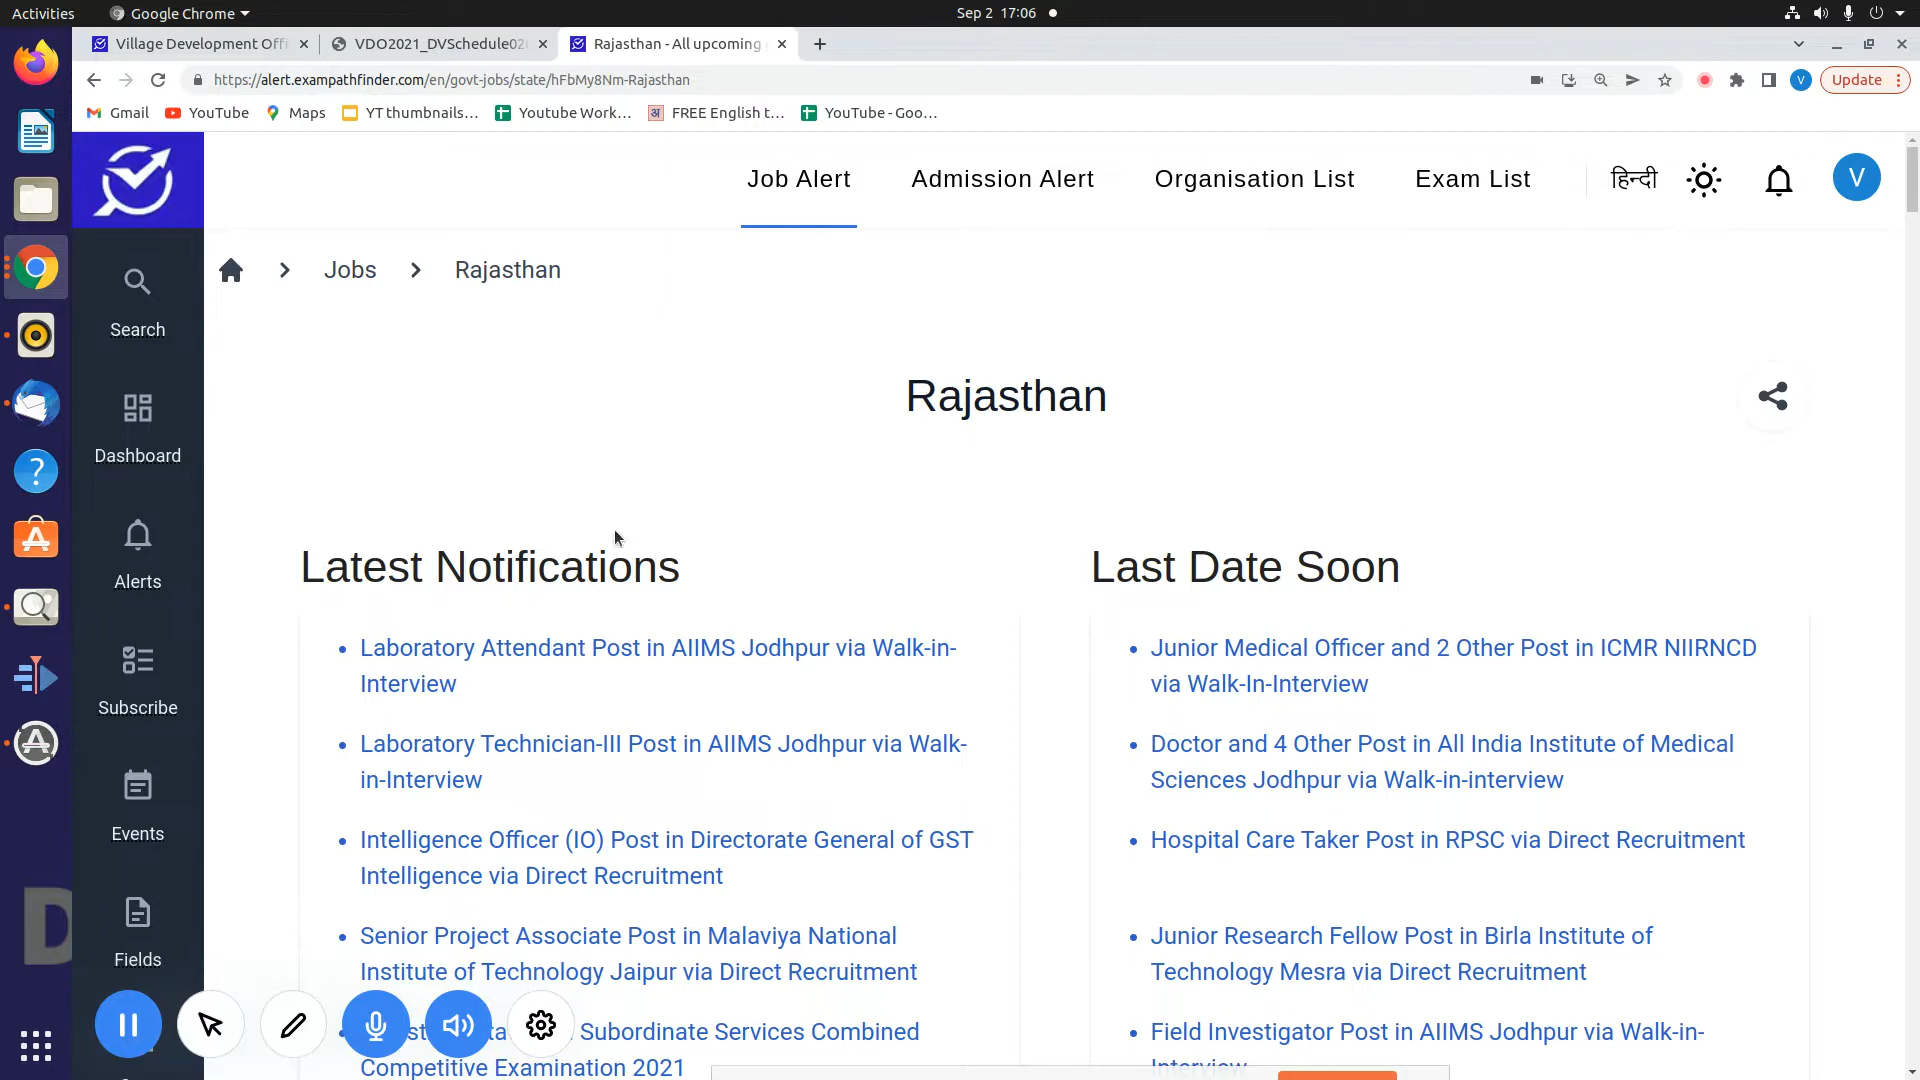 Activities
Google Chrome
Sep 2 17:06
Village Development Offi
VDO2021_DVSchedule02
Rajasthan - All upcoming
https://alert.exampathfinder.com/en/govt-jobs/state/hFbMy8Nm-Rajasthan
V
Update
Gmail
YouTube
Maps
YT thumbnails...
Youtube Work...
FREE English t...
YouTube - Goo...
Job Alert
Admission Alert
Organisation List
Exam List
हिन्दी
V
Search
Dashboard
Alerts
Subscribe
Events
Fields
Jobs
Rajasthan
Rajasthan
Latest Notifications
Laboratory Attendant Post in AIIMS Jodhpur via Walk-in-
Interview
Laboratory Technician-III Post in AIIMS Jodhpur via Walk-
in-Interview
Intelligence Officer (IO) Post in Directorate General of GST
Intelligence via Direct Recruitment
Senior Project Associate Post in Malaviya National
Institute of Technology Jaipur via Direct Recruitment
Subordinate Services Combined
Competitive Examination 2021
Last Date Soon
Junior Medical Officer and 2 Other Post in ICMR NIIRNCD
via Walk-In-Interview
Doctor and 4 Other Post in All India Institute of Medical
Sciences Jodhpur via Walk-in-interview
Hospital Care Taker Post in RPSC via Direct Recruitment
Junior Research Fellow Post in Birla Institute of
Technology Mesra via Direct Recruitment
Field Investigator Post in AIIMS Jodhpur via Walk-in-
Interview